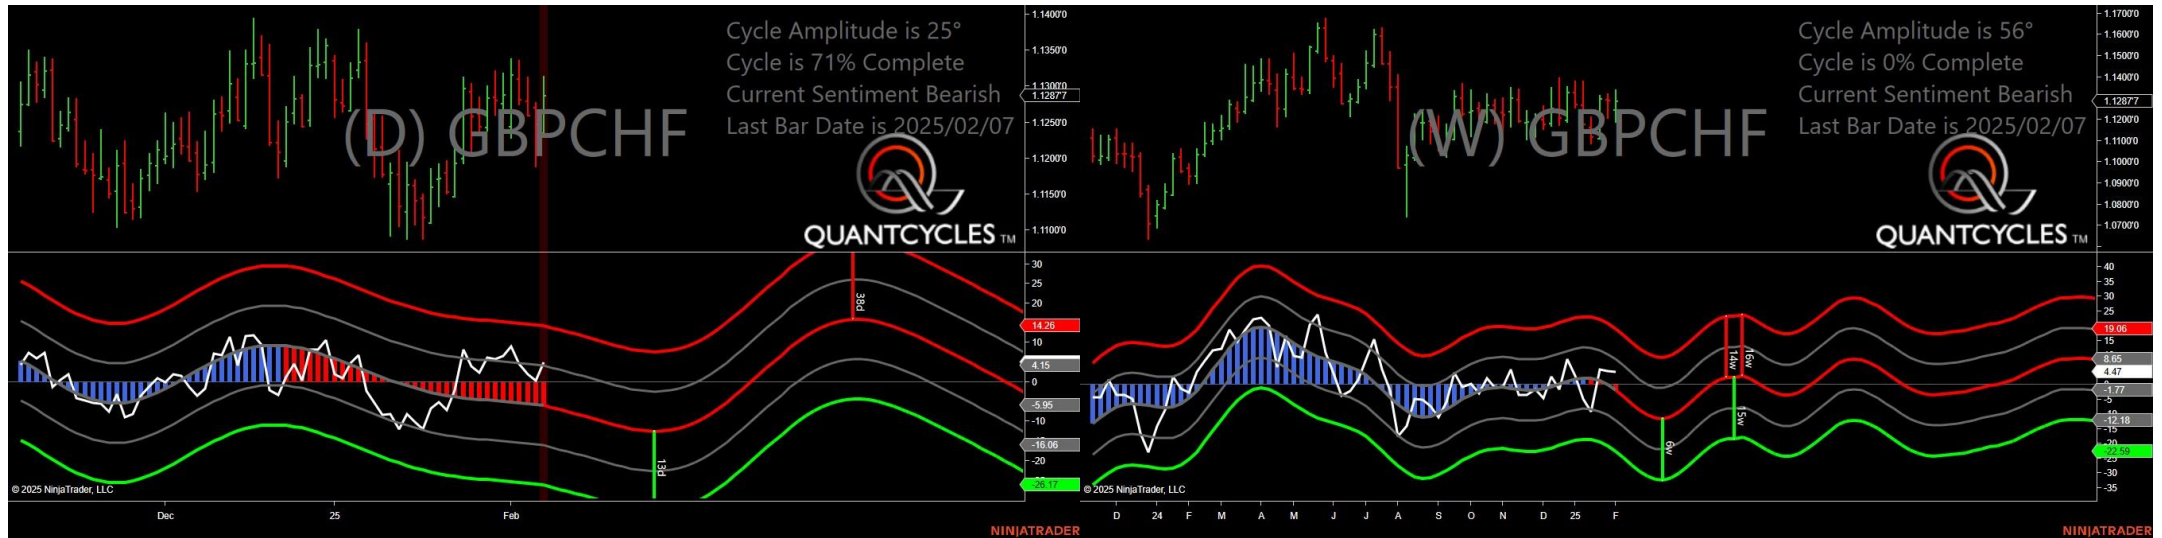 Cycle Amplitude is 25°
Cycle is 71% Complete
Current Sentiment Bearish
Last Bar Date is 2025/02/07
(D) GBPCHF
QUANTCYCLES TM
1.1400'0
1.1350'0
1.1300'0
1.1287'7
1.1250'0
1.1200'0
1.1150'0
1.1100'0
30
25
20
14.26
10
4.15
0
-5.95
-10
-16.06
-20
-26.17
38d
13d
© 2025 NinjaTrader, LLC
Dec
25
Feb
NINJATRADER
Cycle Amplitude is 56°
Cycle is 0% Complete
Current Sentiment Bearish
Last Bar Date is 2025/02/07
(W) GBPCHF
QUANTCYCLES TM
1.1700'0
1.1600'0
1.1500'0
1.1400'0
1.1287'7
1.1200'0
1.1100'0
1.1000'0
1.0900'0
1.0800'0
1.0700'0
40
35
30
25
19.06
15
8.65
4.47
-1.77
-5
-12.18
-15
-20
-22.59
-25
-30
-35
14w
16w
15w
6w
© 2025 NinjaTrader, LLC
D 24 F M A M J J A S O N D 25 F
NINJATRADER